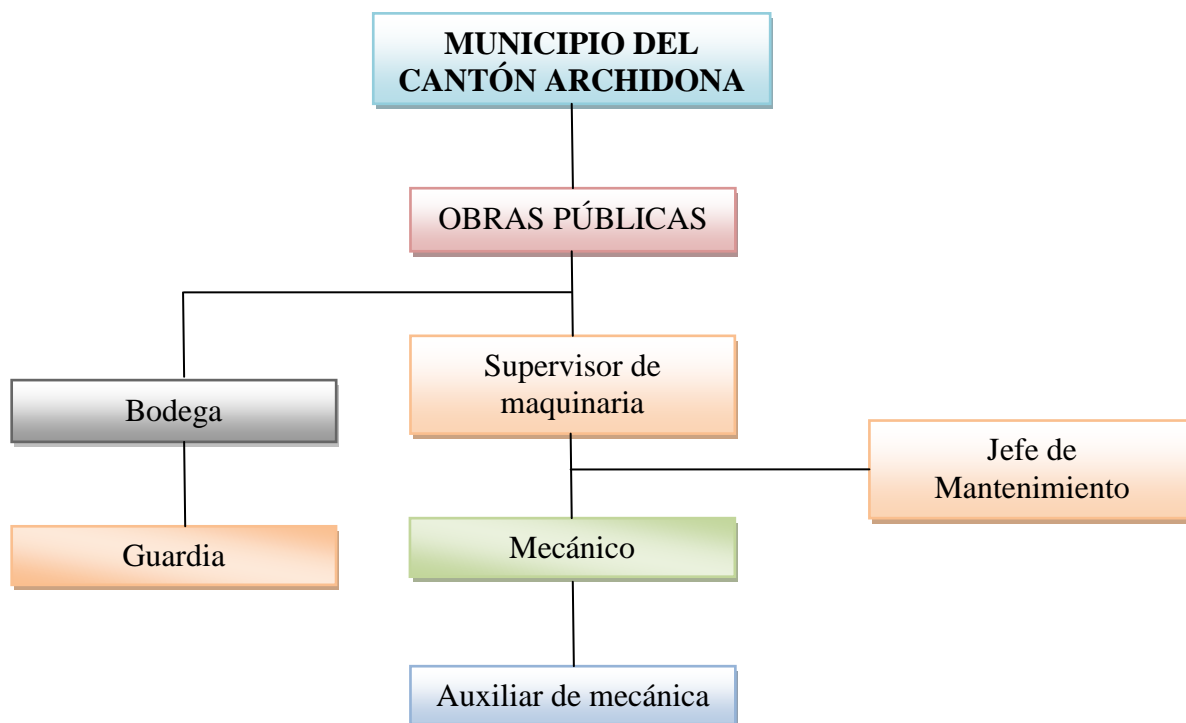 MUNICIPIO DEL
CANTÓN ARCHIDONA
OBRAS PÚBLICAS
Supervisor de
maquinaria
Bodega
Jefe de
Mantenimiento
Guardia
Mecánico
Auxiliar de mecánica